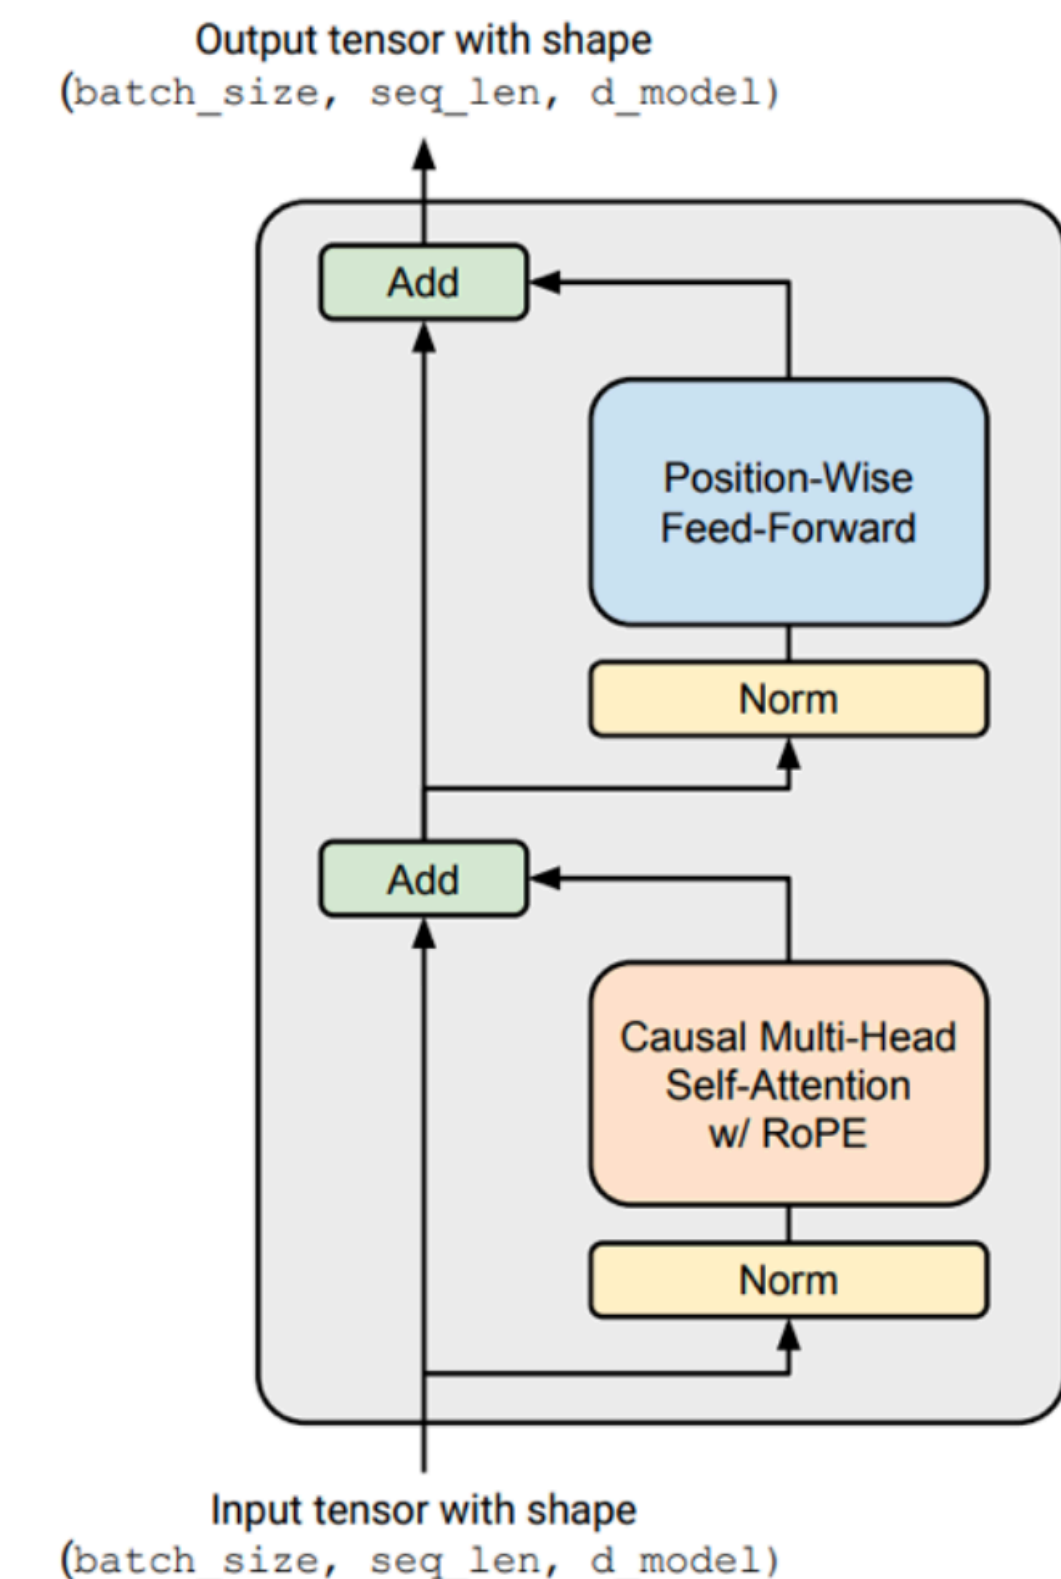 Output tensor with shape
(batch_size, seq_len, d_model)
Add
Position-Wise
Feed-Forward
Norm
Add
Causal Multi-Head
Self-Attention
w/ RoPE
Norm
Input tensor with shape
(batch_size, seq_len, d_model)